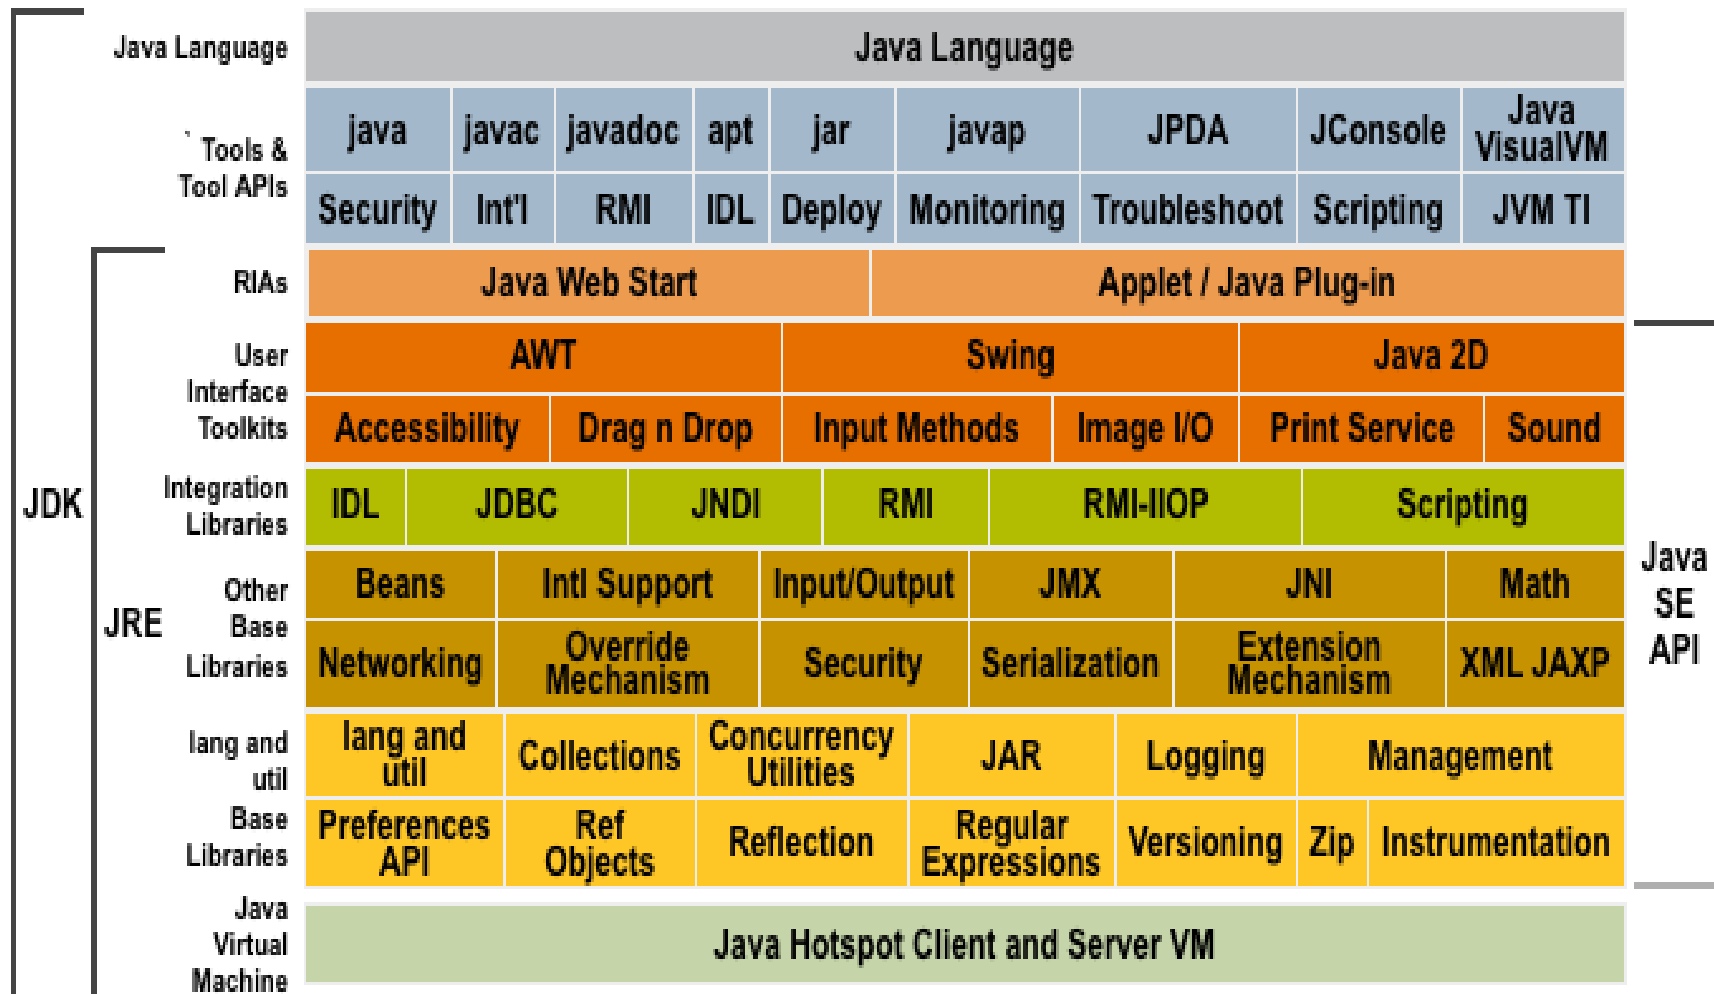 Java Language
Java Language
Tools &
Tool APIs
java javac javadoc apt jar javap JPDA JConsole Java VisualVM
Security Int'l RMI IDL Deploy Monitoring Troubleshoot Scripting JVM TI
RIAs
Java Web Start Applet / Java Plug-in
User
Interface
Toolkits
AWT Swing Java 2D
Accessibility Drag n Drop Input Methods Image I/O Print Service Sound
JDK
Integration
Libraries
IDL JDBC JNDI RMI RMI-IIOP Scripting
JRE
Other
Base
Libraries
Beans Intl Support Input/Output JMX JNI Math
Networking Override Mechanism Security Serialization Extension Mechanism XML JAXP
Java
SE
API
lang and
util
Base
Libraries
lang and util Collections Concurrency Utilities JAR Logging Management
Preferences API Ref Objects Reflection Regular Expressions Versioning Zip Instrumentation
Java
Virtual
Machine
Java Hotspot Client and Server VM